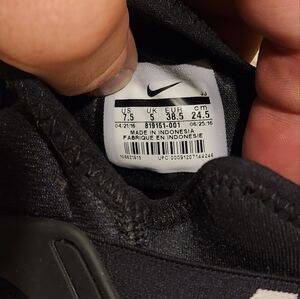 US UK EUR cm
7.5 5 38.5 24.5
04/21/16 819151-001 06/25/16
MADE IN INDONESIA
FABRIQUE EN INDONESIE